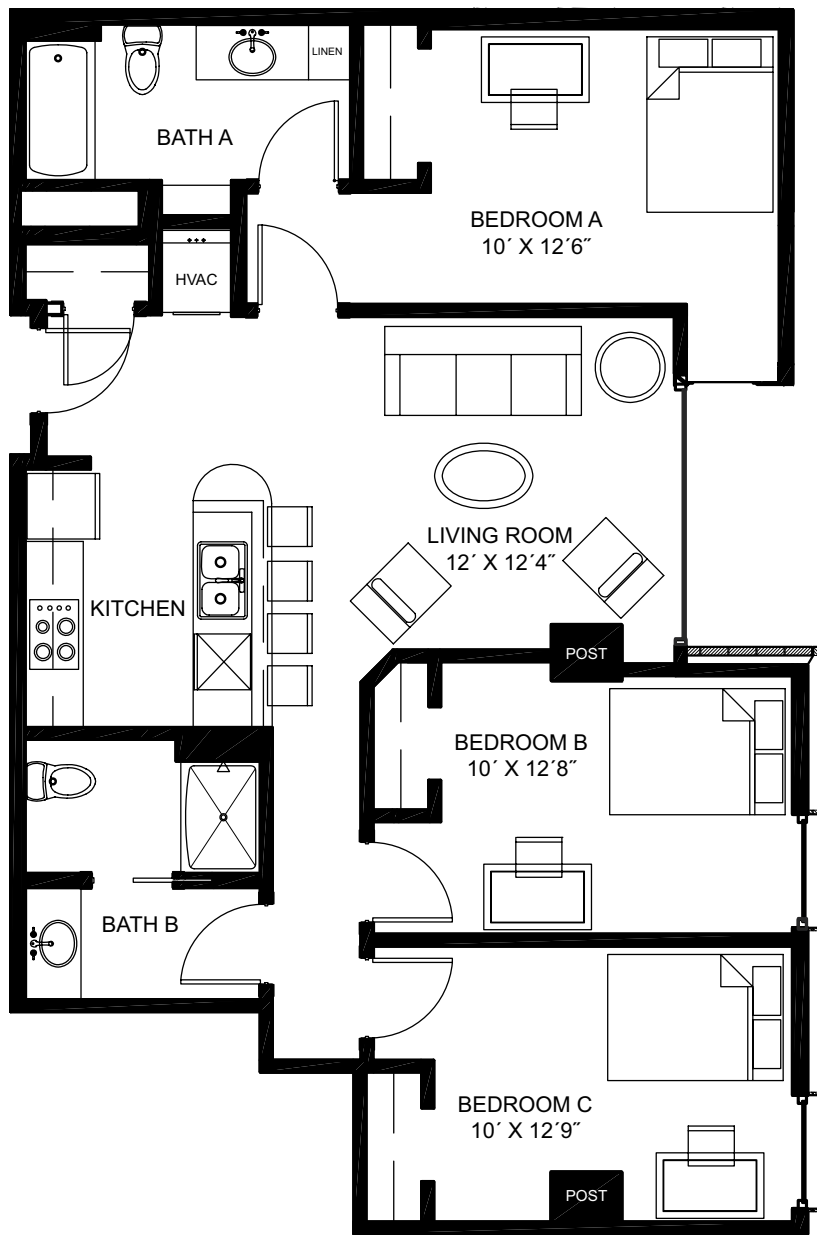 LINEN
BATH A
BEDROOM A
10´ X 12´6˝
HVAC
LIVING ROOM
12´ X 12´4˝
KITCHEN
POST
BEDROOM B
10´ X 12´8˝
BATH B
BEDROOM C
10´ X 12´9˝
POST